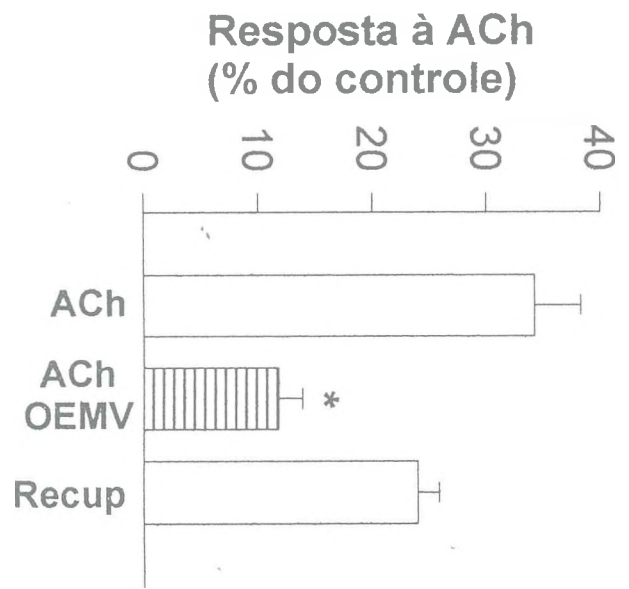 Resposta à ACh
(% do controle)
0
10
20
30
40
ACh
ACh
OEMV
*
Recup